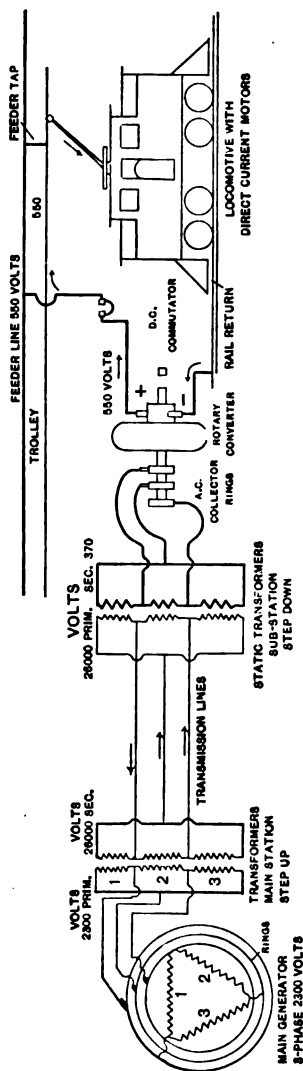 FEEDER TAP
FEEDER LINE 550 VOLTS
550
TROLLEY
550 VOLTS
D.C.
COMMUTATOR
+
−
LOCOMOTIVE WITH
DIRECT CURRENT MOTORS
RAIL RETURN
ROTARY
CONVERTER
A.C.
COLLECTOR
RINGS
VOLTS
26000 PRIM. SEC. 370
STATIC TRANSFORMERS
SUB-STATION
STEP DOWN
TRANSMISSION LINES
VOLTS
26000 SEC.
VOLTS
2300 PRIM.
1
2
3
TRANSFORMERS
MAIN STATION
STEP UP
1
2
3
RINGS
MAIN GENERATOR
3-PHASE 2300 VOLTS